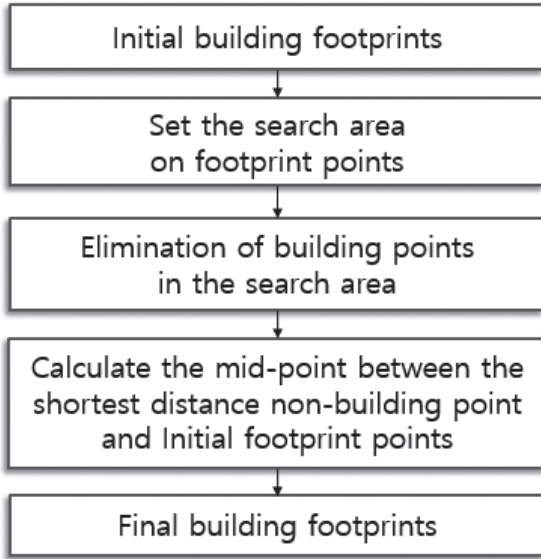 Initial building footprints
Set the search area
on footprint points
Elimination of building points
in the search area
Calculate the mid-point between the
shortest distance non-building point
and Initial footprint points
Final building footprints